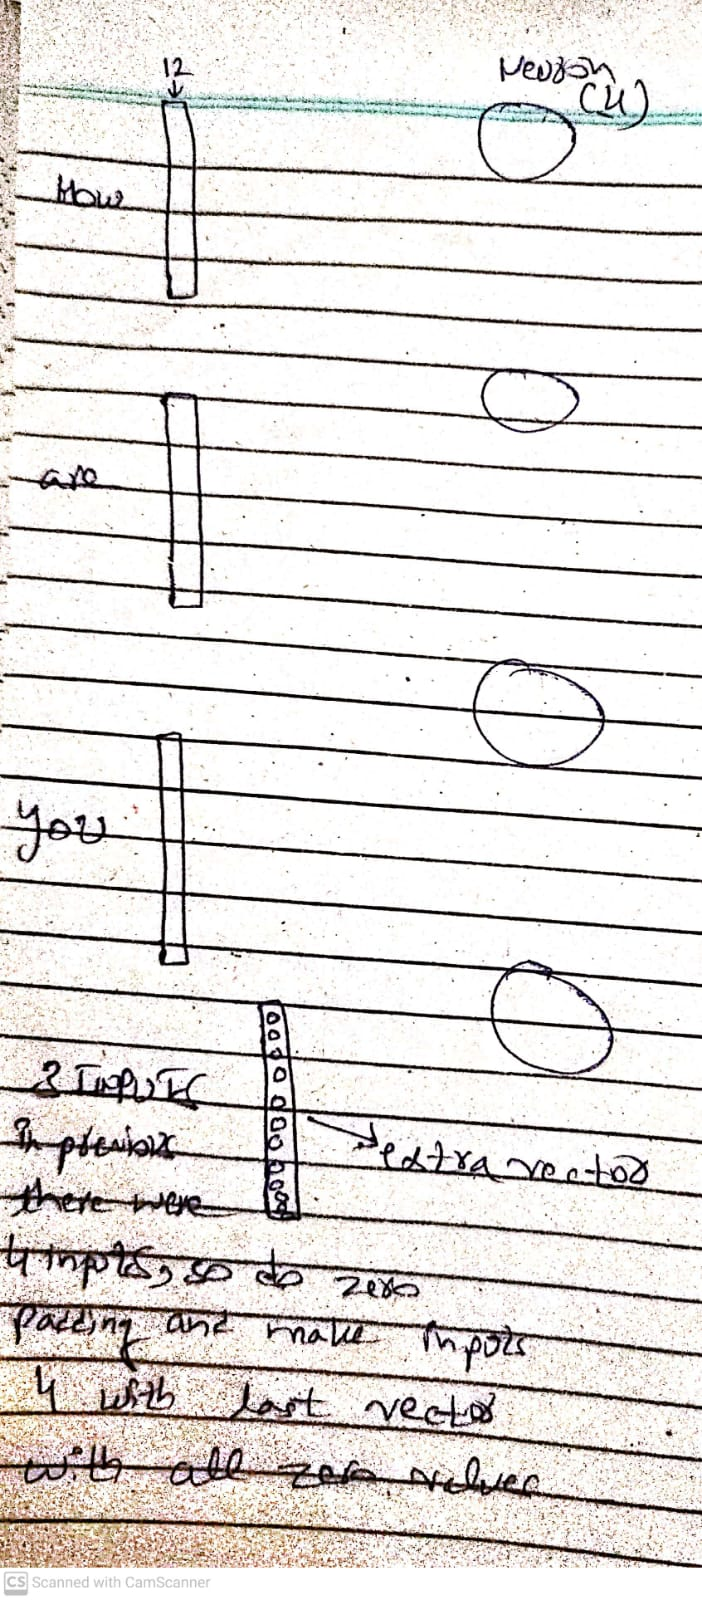 12
Neuron
(4)
How
are
you
3 INPUTS
In previous
there were
extra vector
4 inputs, so do zero
padding and make inputs
4 with last vector
with all zero values
CS Scanned with CamScanner